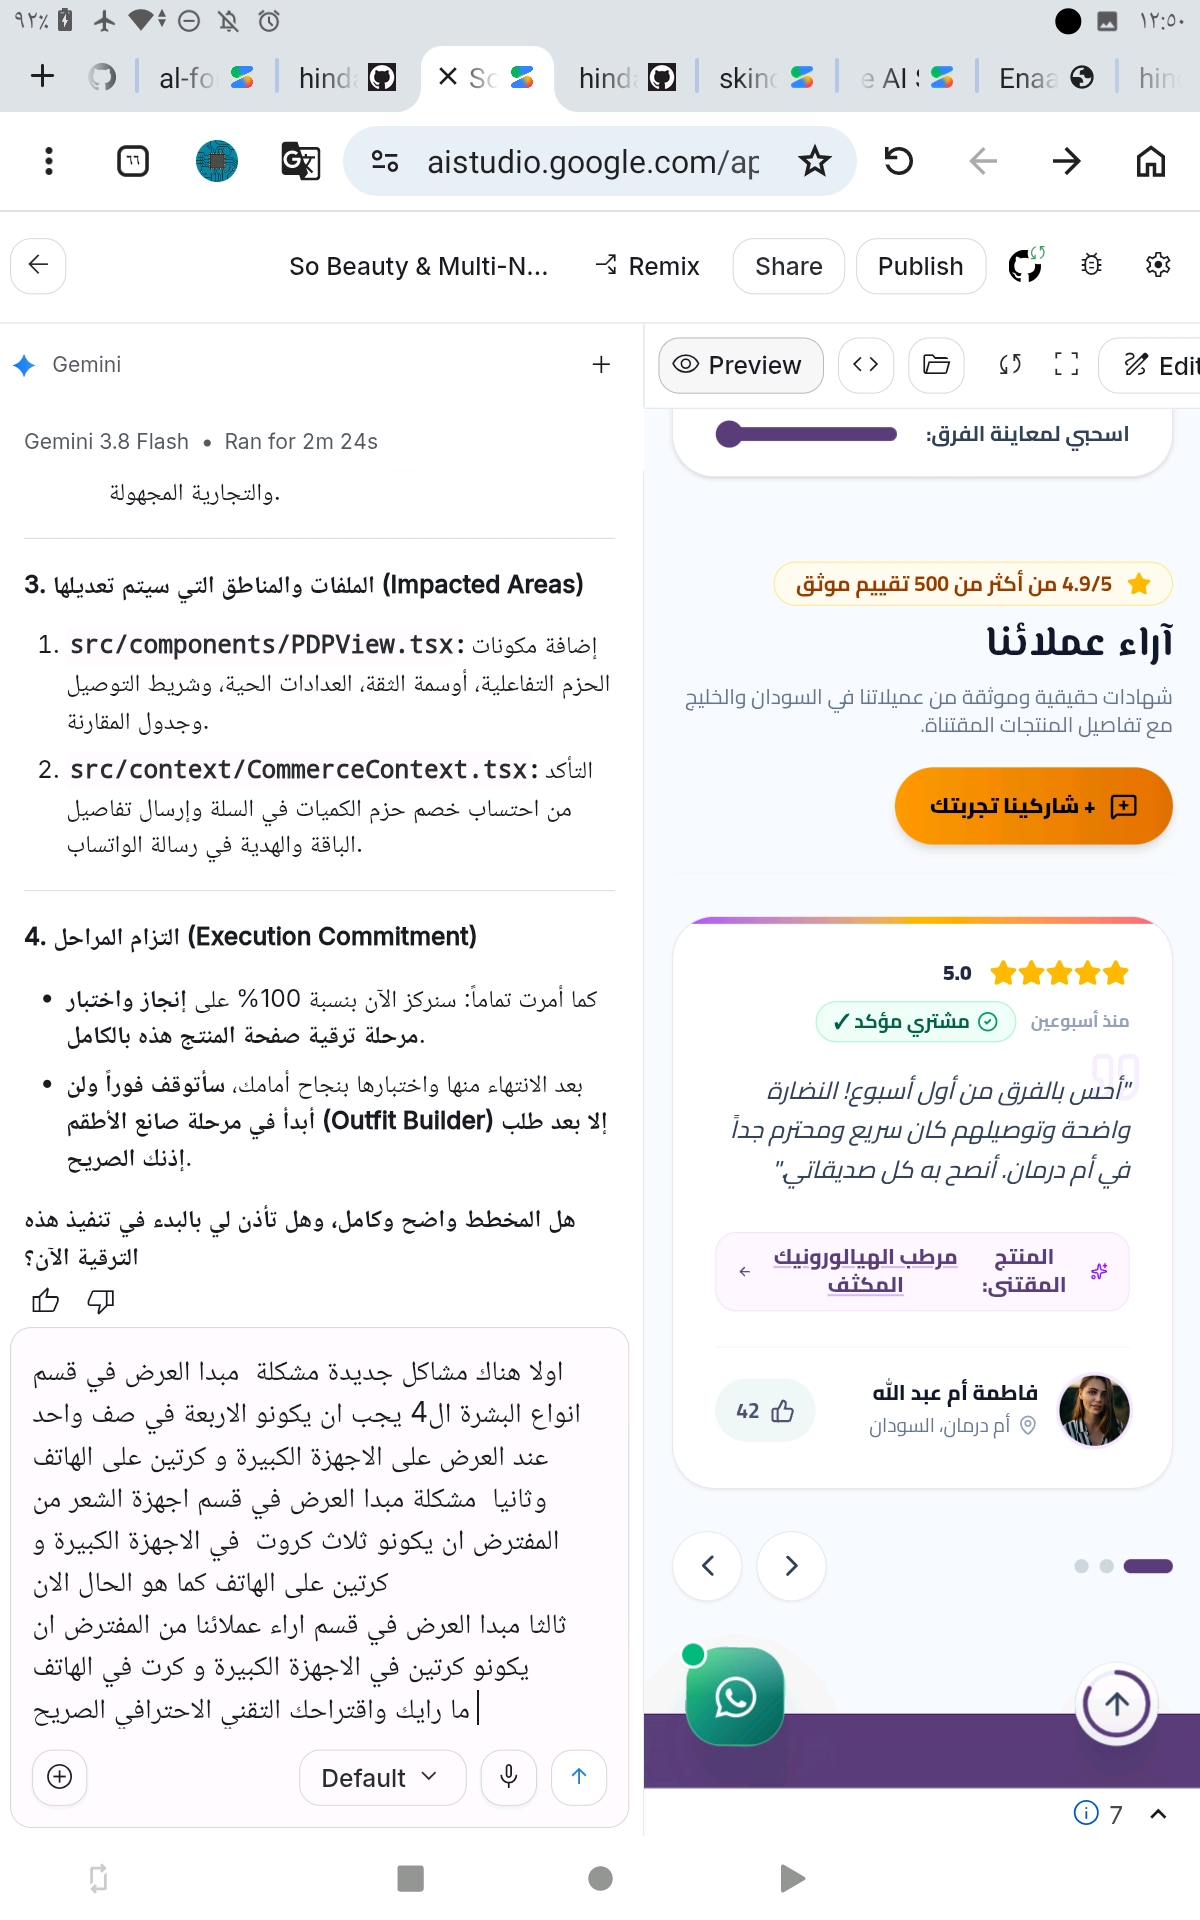 ٩٢٪ ١٢:٥٠
al-fo hinda So hinda skinc e AI S Enaa hind
٦٦ aistudio.google.com/ap
So Beauty & Multi-N... Remix Share Publish
Gemini
Preview Edit
Gemini 3.8 Flash • Ran for 2m 24s
والتجارية المجهولة.
3. الملفات والمناطق التي سيتم تعديلها (Impacted Areas)
1. src/components/PDPView.tsx: إضافة مكونات
الحزم التفاعلية، أوسمة الثقة، العدادات الحية، وشريط التوصيل
وجدول المقارنة.
2. src/context/CommerceContext.tsx: التأكد
من احتساب خصم حزم الكميات في السلة وإرسال تفاصيل
الباقة والهدية في رسالة الواتساب.
4. التزام المراحل (Execution Commitment)
• كما أمرت تماماً: سنركز الآن بنسبة 100% على إنجاز واختبار
مرحلة ترقية صفحة المنتج هذه بالكامل.
• بعد الانتهاء منها واختبارها بنجاح أمامك، سأتوقف فوراً ولن
أبدأ في مرحلة صانع الأطقم (Outfit Builder) إلا بعد طلب
إذنك الصريح.
هل المخطط واضح وكامل، وهل تأذن لي بالبدء في تنفيذ هذه
الترقية الآن؟
اولا هناك مشاكل جديدة مشكلة مبدا العرض في قسم
انواع البشرة ال4 يجب ان يكونو الاربعة في صف واحد
عند العرض على الاجهزة الكبيرة و كرتين على الهاتف
وثانيا مشكلة مبدا العرض في قسم اجهزة الشعر من
المفترض ان يكونو ثلاث كروت في الاجهزة الكبيرة و
كرتين على الهاتف كما هو الحال الان
ثالثا مبدا العرض في قسم اراء عملائنا من المفترض ان
يكونو كرتين في الاجهزة الكبيرة و كرت في الهاتف
ما رايك واقتراحك التقني الاحترافي الصريح
Default
اسحبي لمعاينة الفرق:
4.9/5 من أكثر من 500 تقييم موثق
آراء عملائنا
شهادات حقيقية وموثقة من عميلاتنا في السودان والخليج
مع تفاصيل المنتجات المقتناة.
+ شاركينا تجربتك
5.0
منذ أسبوعين مشتري مؤكد ✓
"أحس بالفرق من أول أسبوع! النضارة
واضحة وتوصيلهم كان سريع ومحترم جداً
في أم درمان. أنصح به كل صديقاتي."
المنتج المقتنى: مرطب الهيالورونيك المكثف
فاطمة أم عبد الله
أم درمان، السودان
42
7